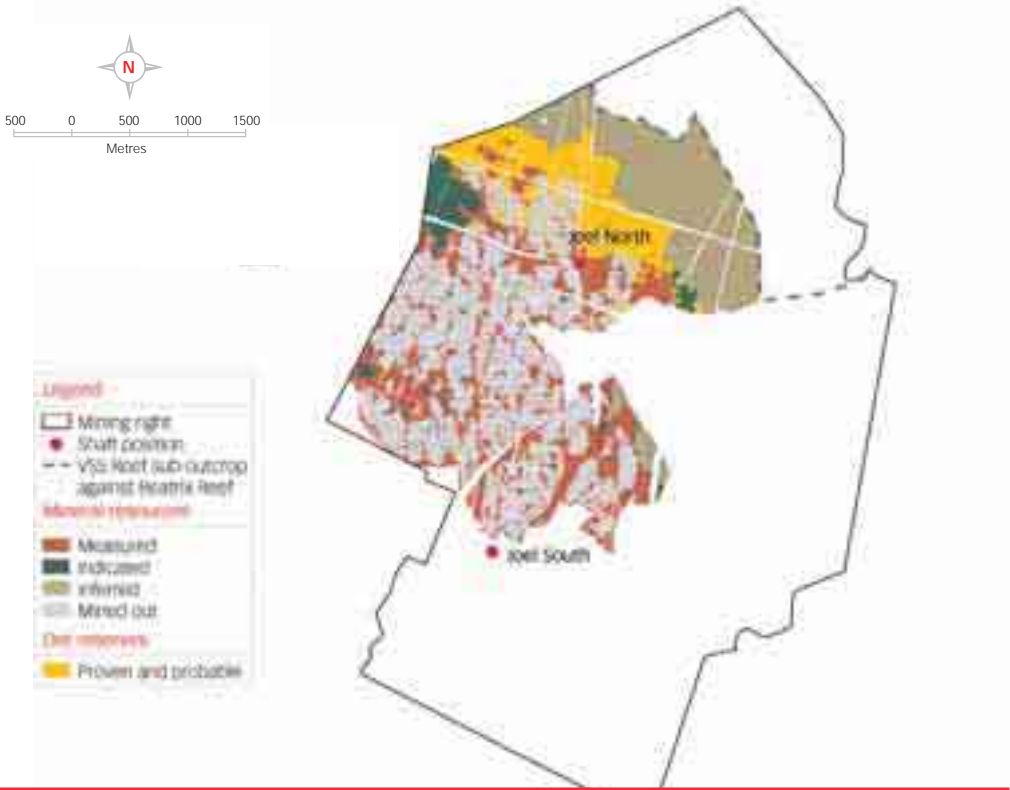 N
500 0 500 1000 1500
Metres
Joel North
Legend
Mining right
Shaft position
VSS Reef sub outcrop
against Beatrix Reef
Mineral resources
Measured
Indicated
Inferred
Mined out
Ore reserves
Proven and probable
Joel South